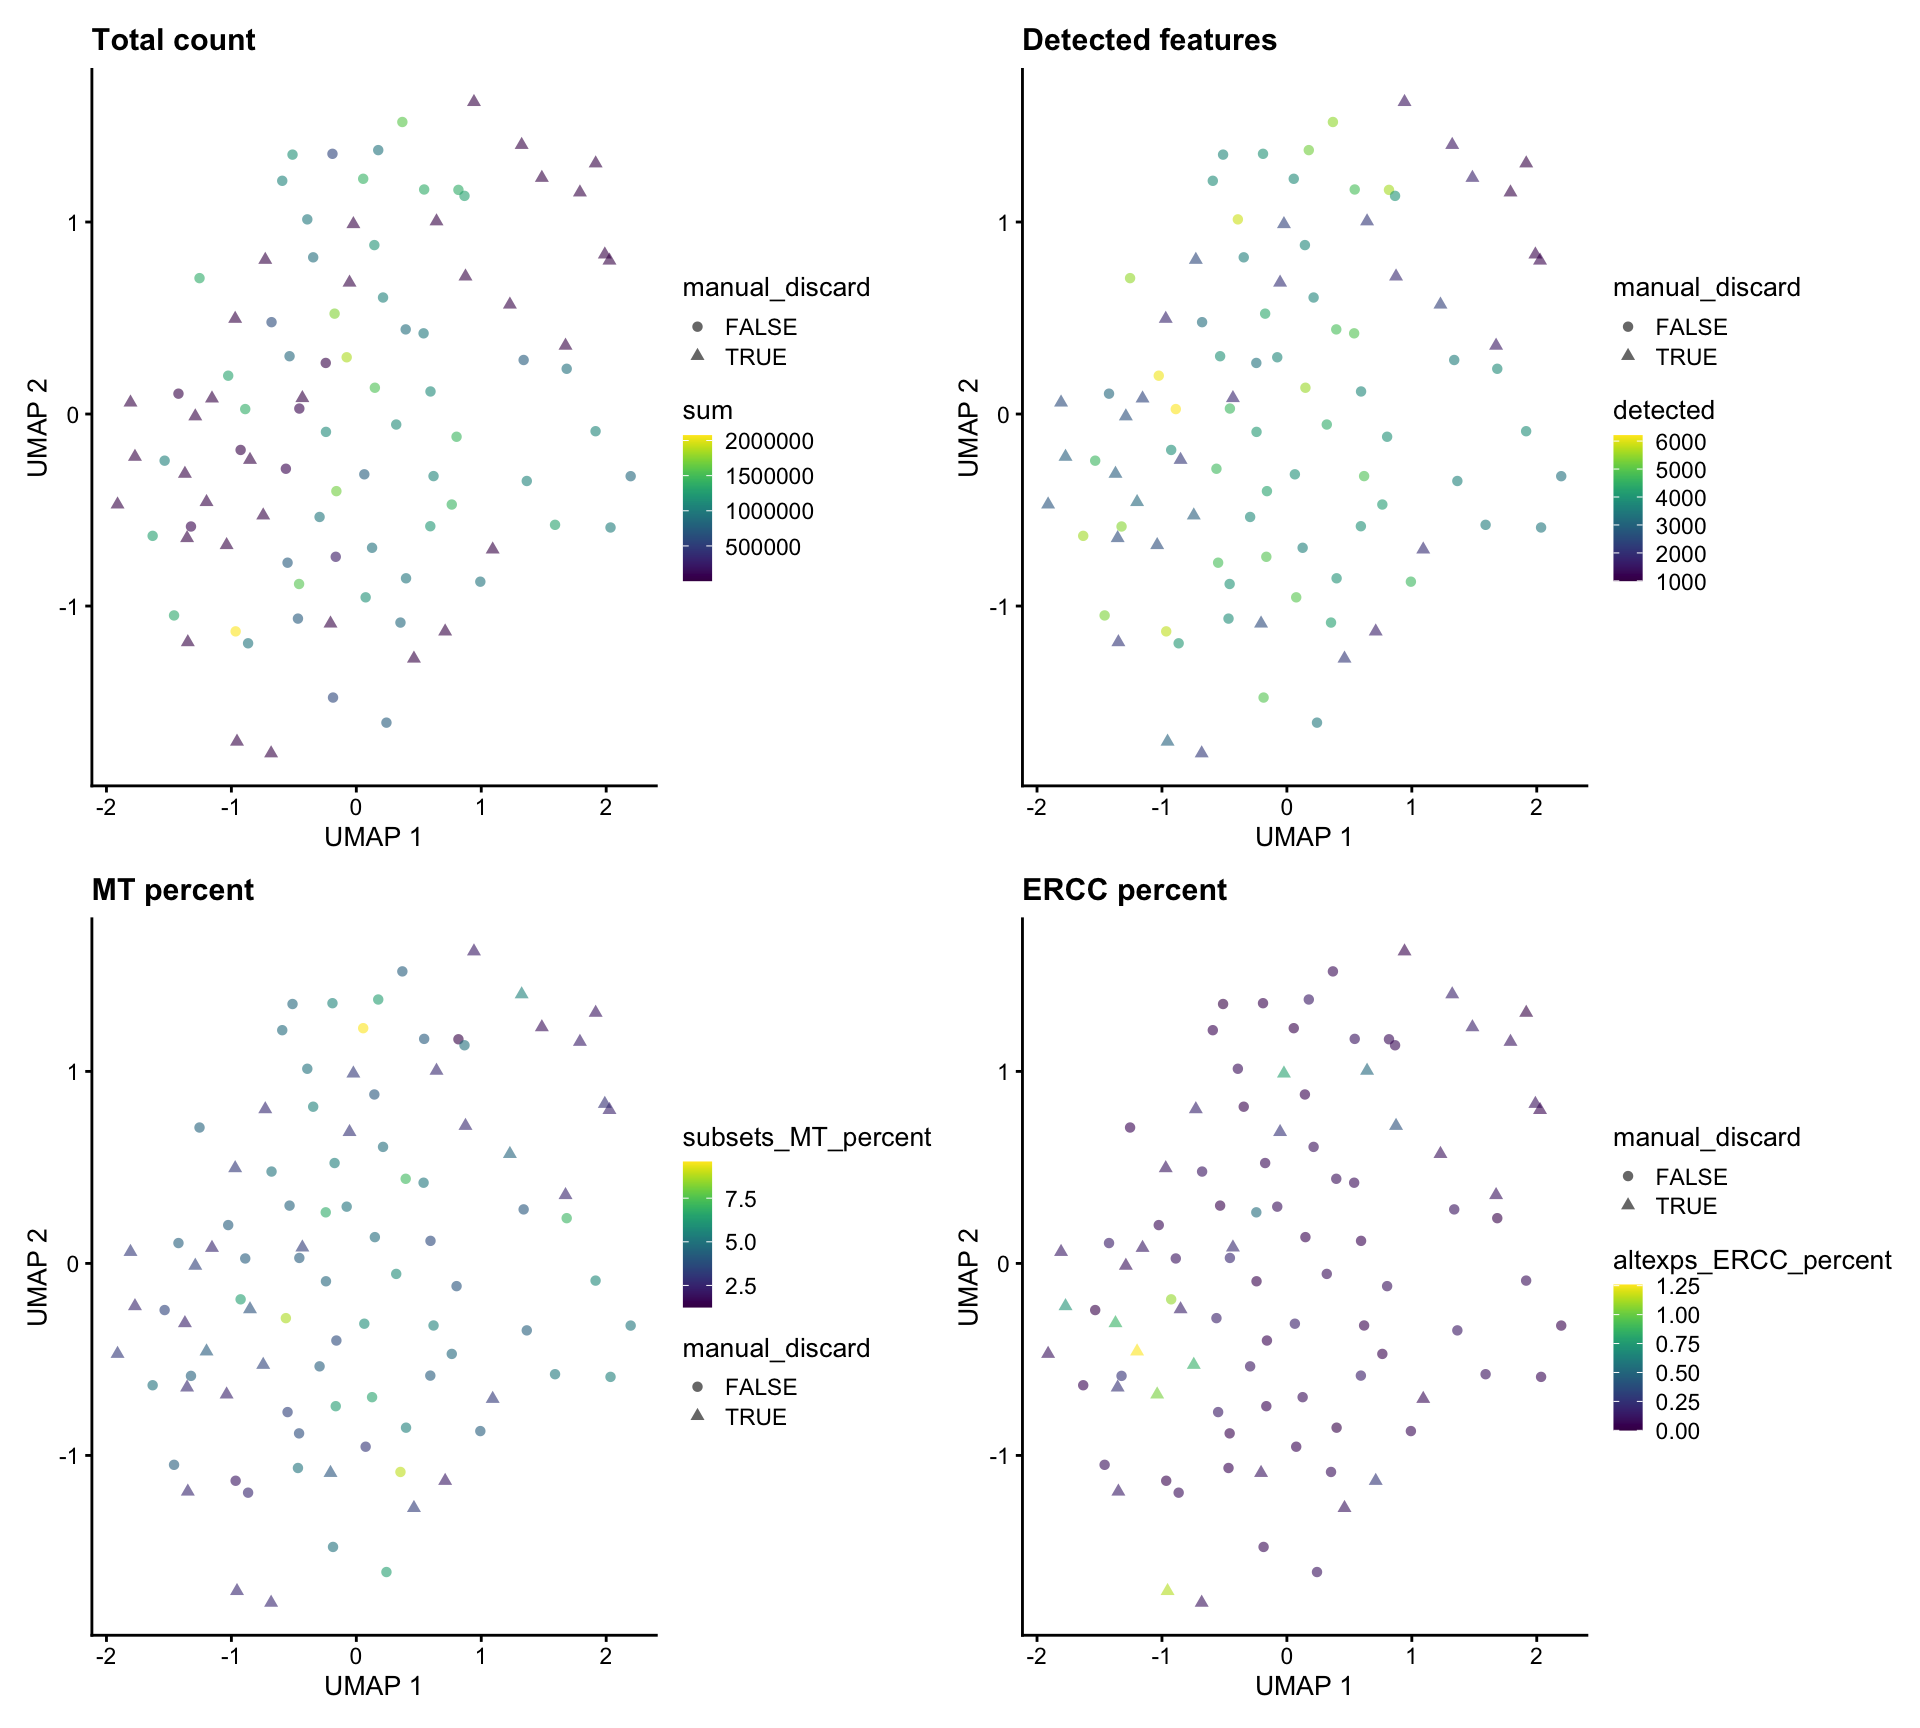 Total count
UMAP 2
1
0
-1
-2 -1 0 1 2
UMAP 1
manual_discard
FALSE
TRUE
sum
2000000
1500000
1000000
500000
Detected features
UMAP 2
1
0
-1
-2 -1 0 1 2
UMAP 1
manual_discard
FALSE
TRUE
detected
6000
5000
4000
3000
2000
1000
MT percent
UMAP 2
1
0
-1
-2 -1 0 1 2
UMAP 1
subsets_MT_percent
7.5
5.0
2.5
manual_discard
FALSE
TRUE
ERCC percent
UMAP 2
1
0
-1
-2 -1 0 1 2
UMAP 1
manual_discard
FALSE
TRUE
altexps_ERCC_percent
1.25
1.00
0.75
0.50
0.25
0.00